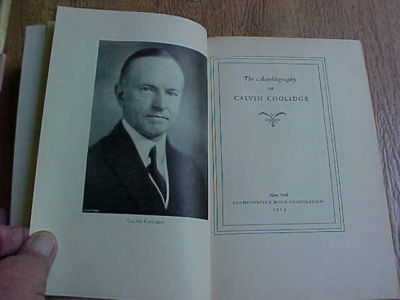 CALVIN COOLIDGE
The Autobiography
OF
CALVIN COOLIDGE
New York
COSMOPOLITAN BOOK CORPORATION
1929